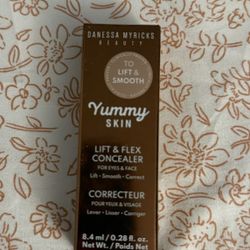 DANESSA MYRICKS
BEAUTY
TO
LIFT &
SMOOTH
Yummy
SKIN
LIFT & FLEX
CONCEALER
FOR EYES & FACE
Lift • Smooth • Correct
CORRECTEUR
POUR YEUX & VISAGE
Lever • Lisser • Corriger
8.4 ml / 0.28 fl. oz.
Net Wt. / Poids Net